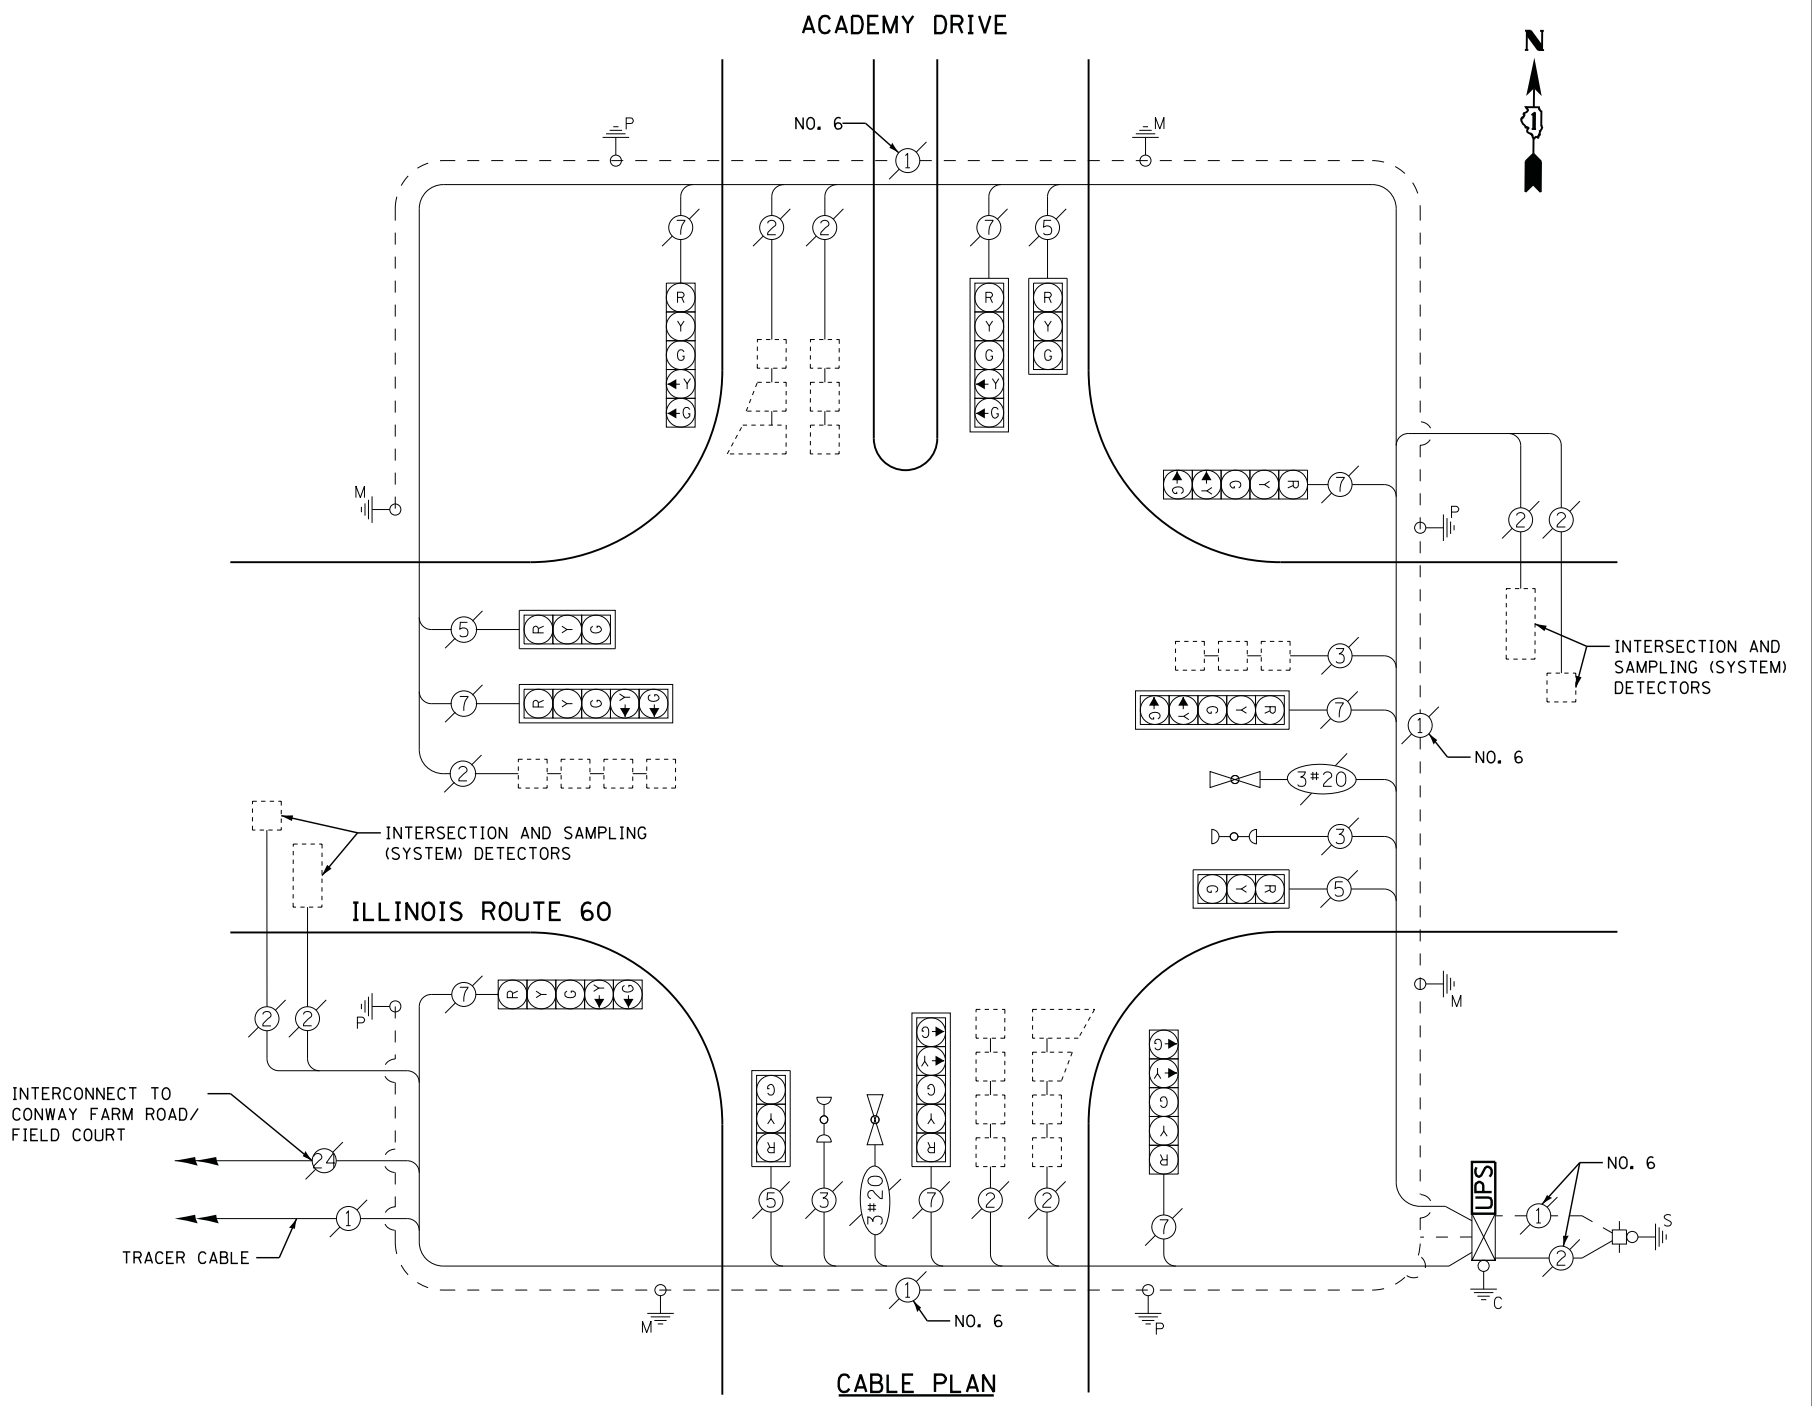 ACADEMY DRIVE
N
1
P
NO. 6
1
M
7
2
2
7
5
R
Y
G
Y
G
R
Y
G
Y
G
R
Y
G
M
G Y G Y R
7
P
2
2
5
R Y G
3
INTERSECTION AND
SAMPLING (SYSTEM)
DETECTORS
7
R Y G Y G
G Y G Y R
7
1
NO. 6
2
3#20
INTERSECTION AND SAMPLING
(SYSTEM) DETECTORS
3
G Y R
5
ILLINOIS ROUTE 60
7
R Y G Y G
2
2
P
M
G
Y
G
Y
R
G
Y
G
Y
R
G
Y
R
INTERCONNECT TO
CONWAY FARM ROAD/
FIELD COURT
24
5
3
3#20
7
2
2
7
UPS
NO. 6
1
2
S
C
1
TRACER CABLE
M
1
NO. 6
P
CABLE PLAN